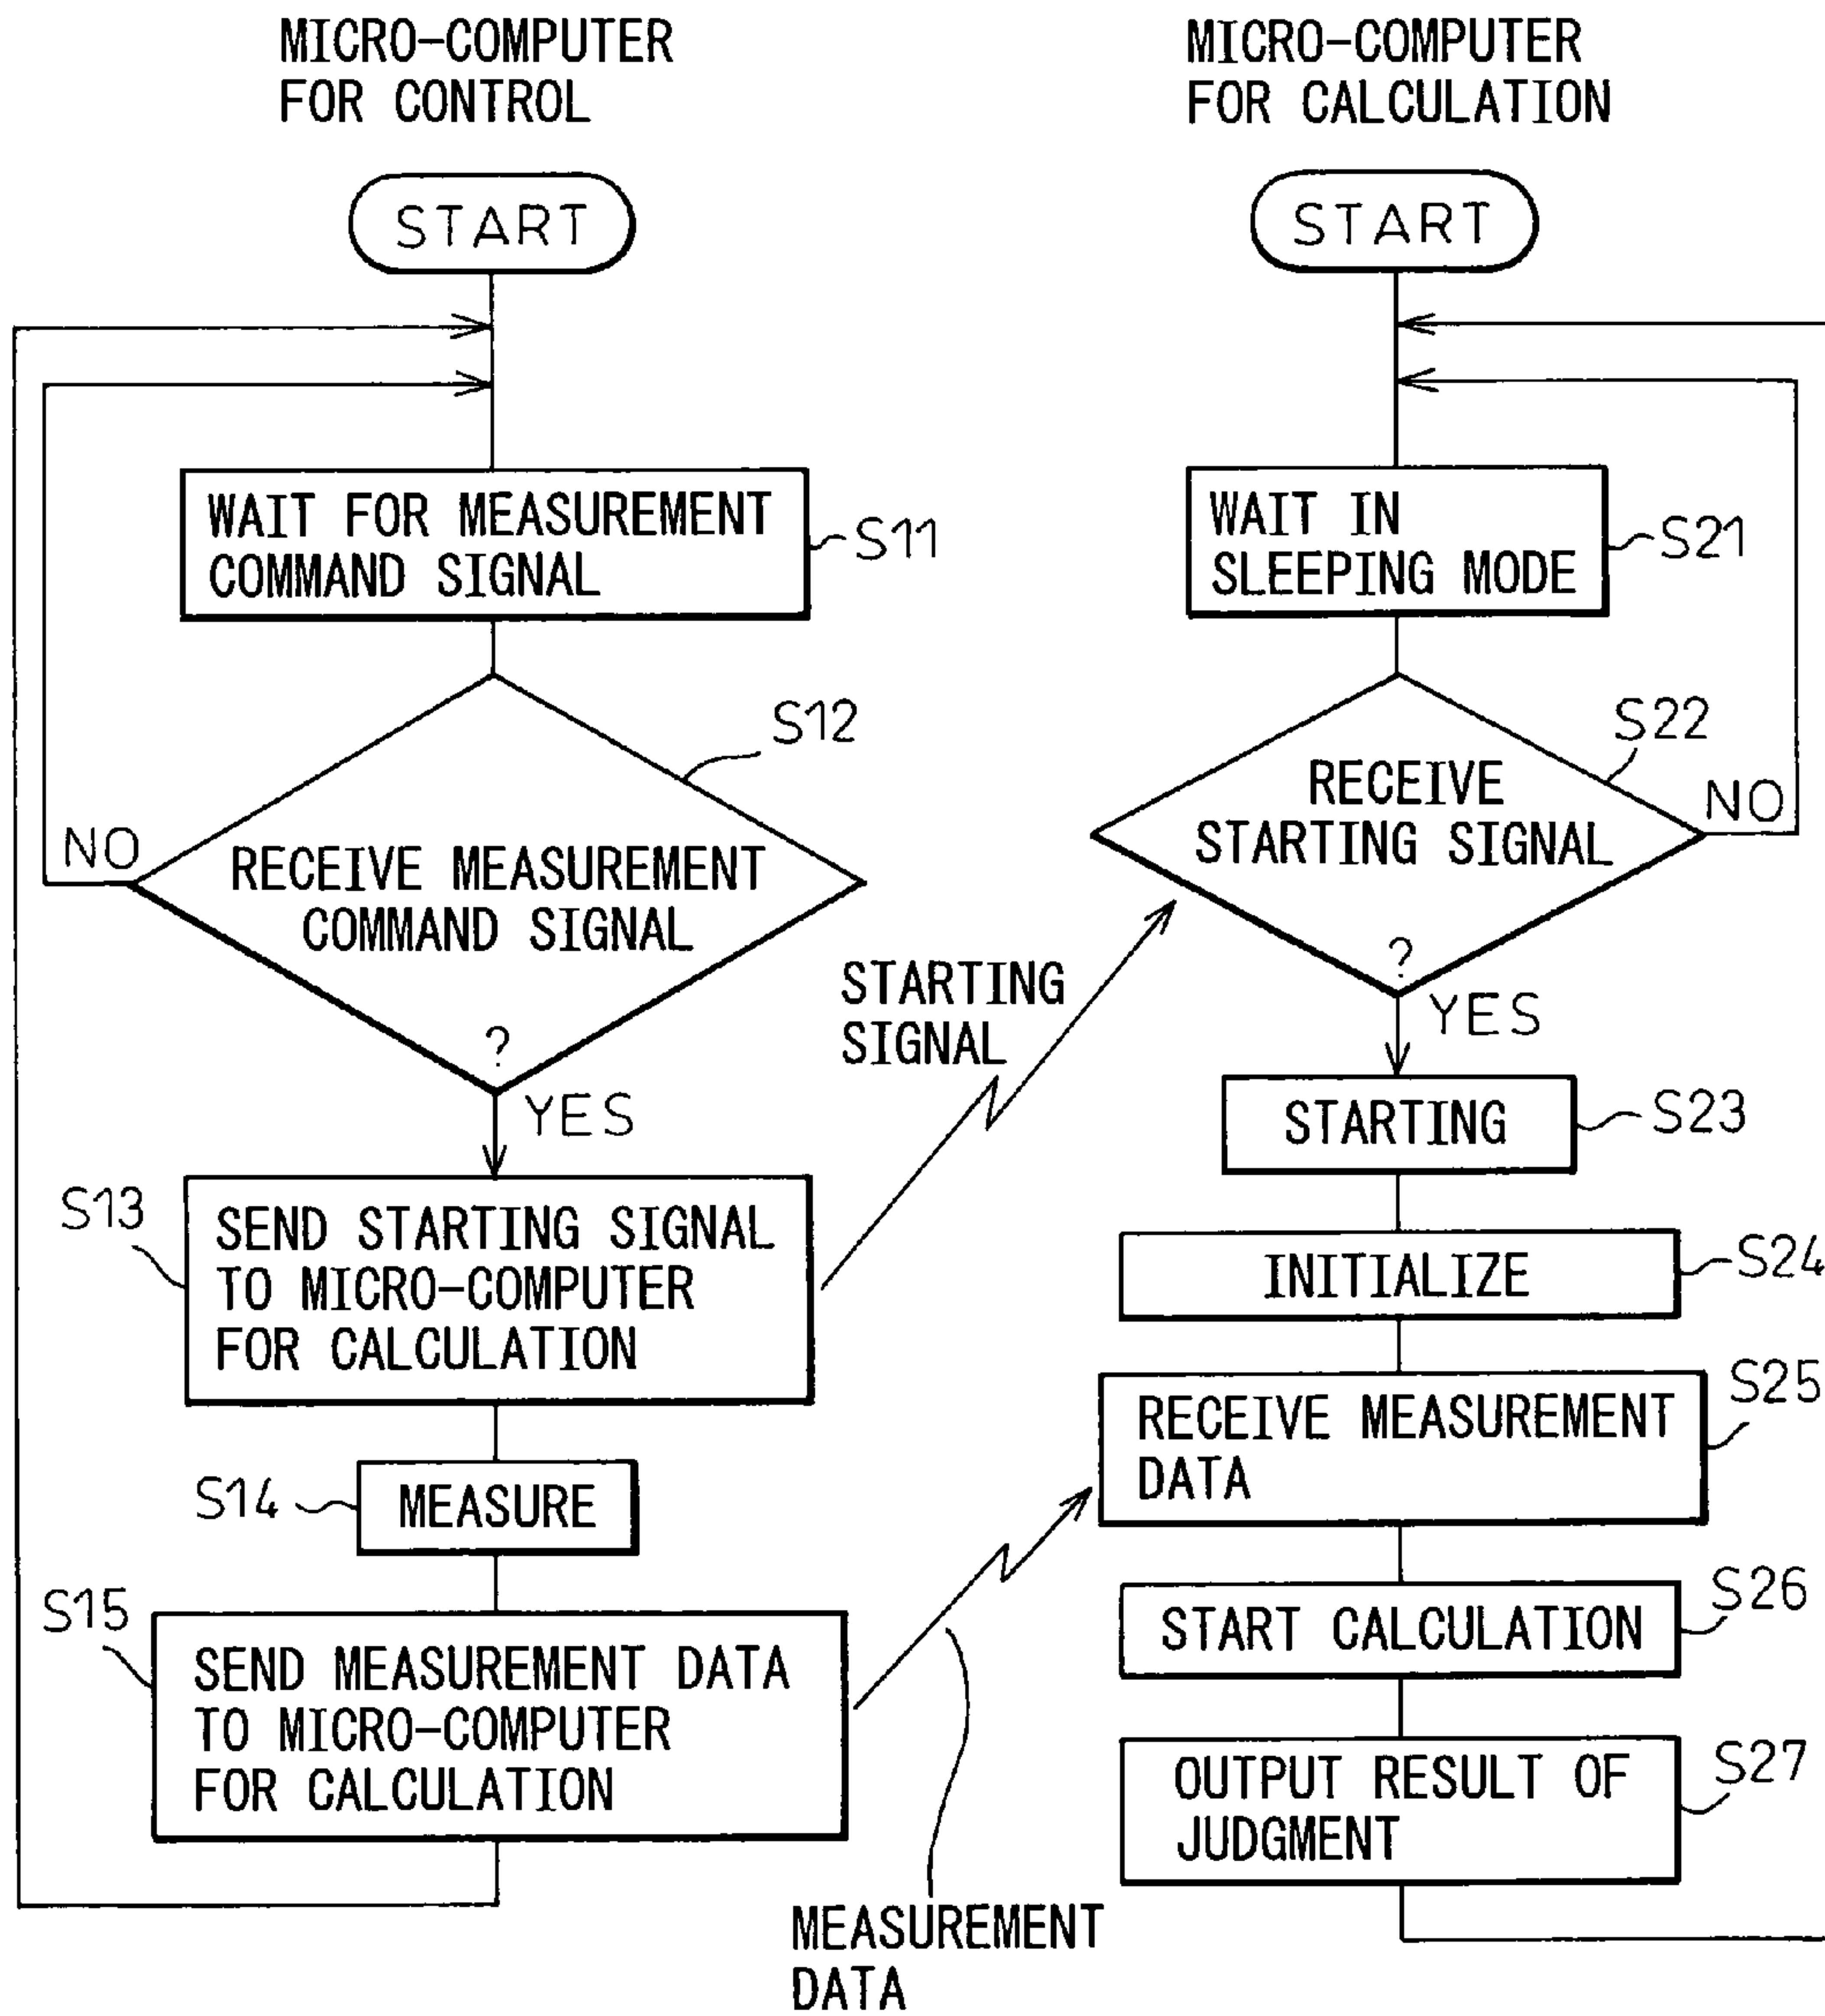 MICRO-COMPUTER
FOR CONTROL
START
WAIT FOR MEASUREMENT
COMMAND SIGNAL
S11
S12
RECEIVE MEASUREMENT
COMMAND SIGNAL
?
NO
YES
S13
SEND STARTING SIGNAL
TO MICRO-COMPUTER
FOR CALCULATION
S14
MEASURE
S15
SEND MEASUREMENT DATA
TO MICRO-COMPUTER
FOR CALCULATION
STARTING
SIGNAL
MEASUREMENT
DATA
MICRO-COMPUTER
FOR CALCULATION
START
WAIT IN
SLEEPING MODE
S21
S22
RECEIVE
STARTING SIGNAL
?
NO
YES
STARTING
S23
INITIALIZE
S24
RECEIVE MEASUREMENT
DATA
S25
START CALCULATION
S26
OUTPUT RESULT OF
JUDGMENT
S27